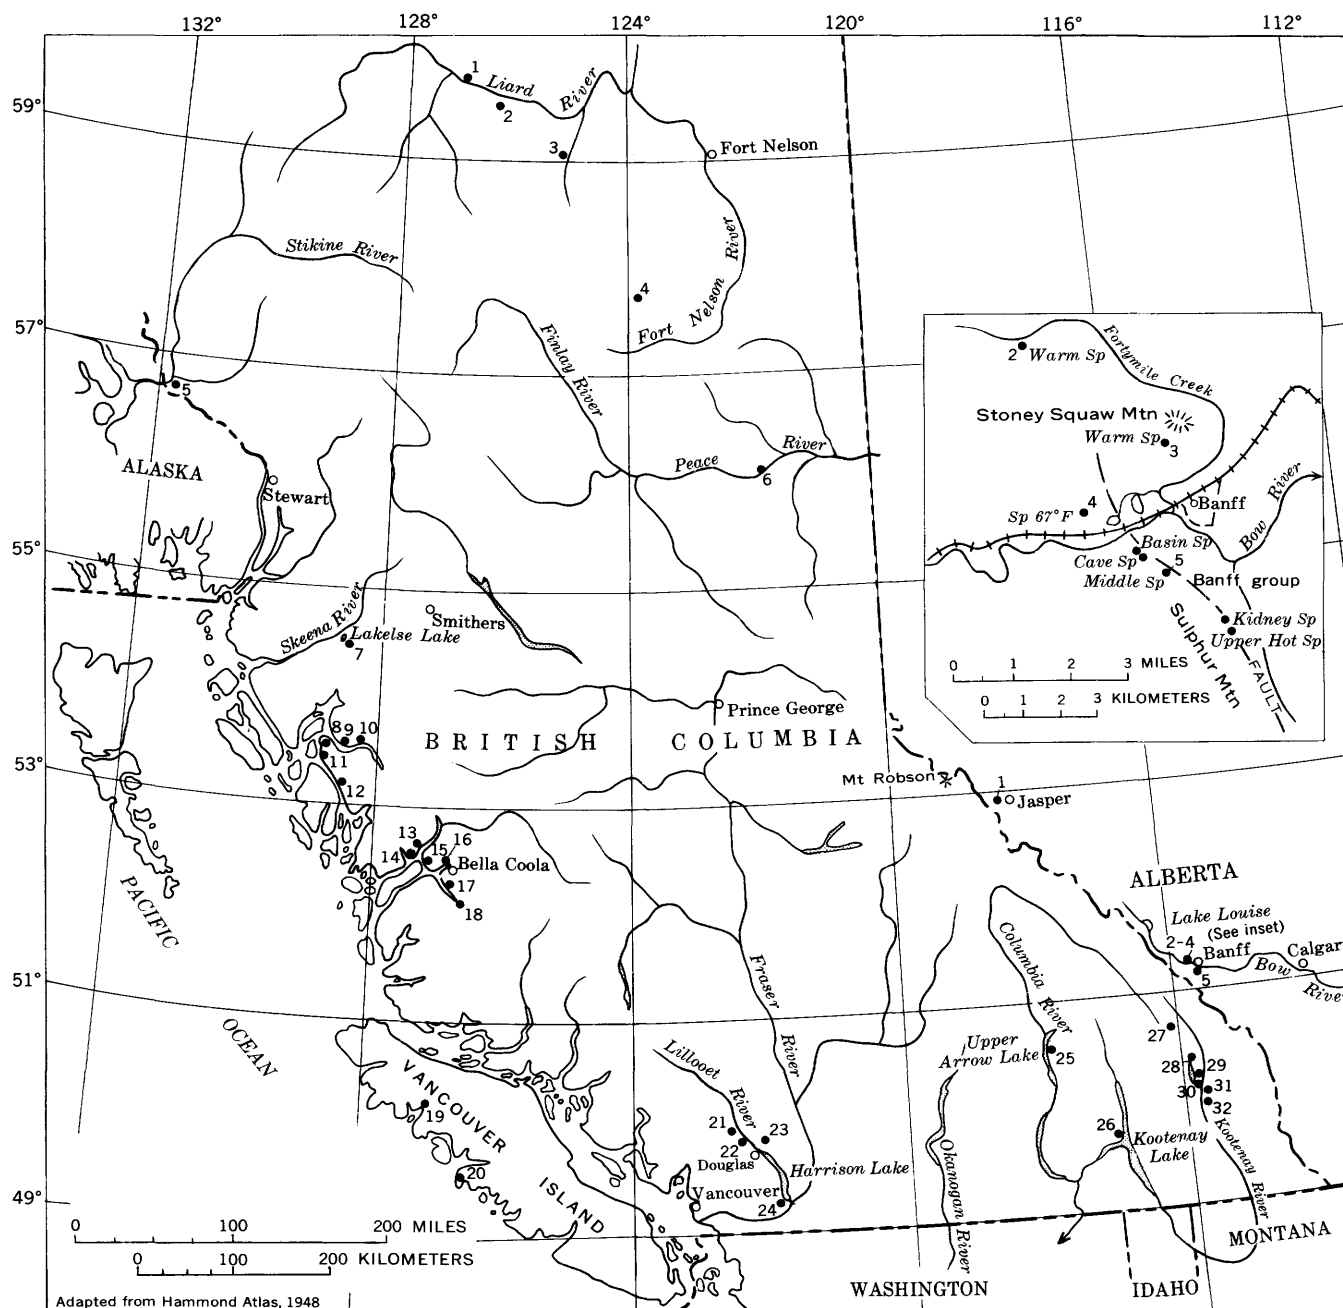 132°
128°
124°
120°
116°
112°
59°
57°
55°
53°
51°
49°
1
Liard
River
2
3
Fort Nelson
Stikine River
4
Fort Nelson River
Finlay River
5
ALASKA
Stewart
Peace River
6
Skeena River
Smithers
Lakelse Lake
7
Prince George
BRITISH COLUMBIA
8
9
10
11
12
Mt Robson
1
Jasper
13
14
15
16
Bella Coola
17
18
PACIFIC
OCEAN
ALBERTA
Lake Louise
(See inset)
2-4
Banff
5
Calgar
Bow
River
Fraser
River
Columbia River
Upper
Arrow Lake
25
27
28
29
30
31
32
26
Kootenay
Lake
Kootenay
River
Lillooet
River
21
22
23
Douglas
Harrison Lake
Vancouver
24
Okanogan River
VANCOUVER
ISLAND
19
20
WASHINGTON
IDAHO
MONTANA
0 100 200 MILES
0 100 200 KILOMETERS
Adapted from Hammond Atlas, 1948
2
Warm Sp
Fortymile Creek
Stoney Squaw Mtn
Warm Sp
3
4
Sp 67°F
Banff
Bow River
Basin Sp
Cave Sp
5
Middle Sp
Banff group
Kidney Sp
Upper Hot Sp
Sulphur Mtn
FAULT
0 1 2 3 MILES
0 1 2 3 KILOMETERS